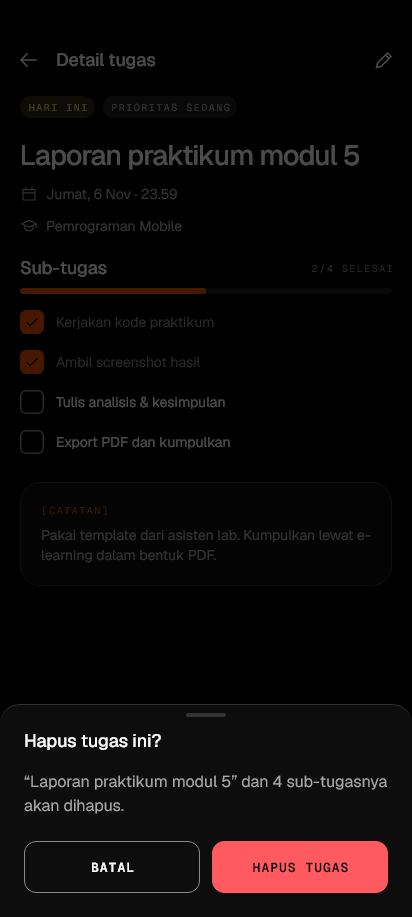 Detail tugas
HARI INI
PRIORITAS SEDANG
Laporan praktikum modul 5
Jumat, 6 Nov · 23.59
Pemrograman Mobile
Sub-tugas
2/4 SELESAI
Kerjakan kode praktikum
Ambil screenshot hasil
Tulis analisis & kesimpulan
Export PDF dan kumpulkan
[CATATAN]
Pakai template dari asisten lab. Kumpulkan lewat e-
learning dalam bentuk PDF.
Hapus tugas ini?
“Laporan praktikum modul 5” dan 4 sub-tugasnya
akan dihapus.
BATAL
HAPUS TUGAS